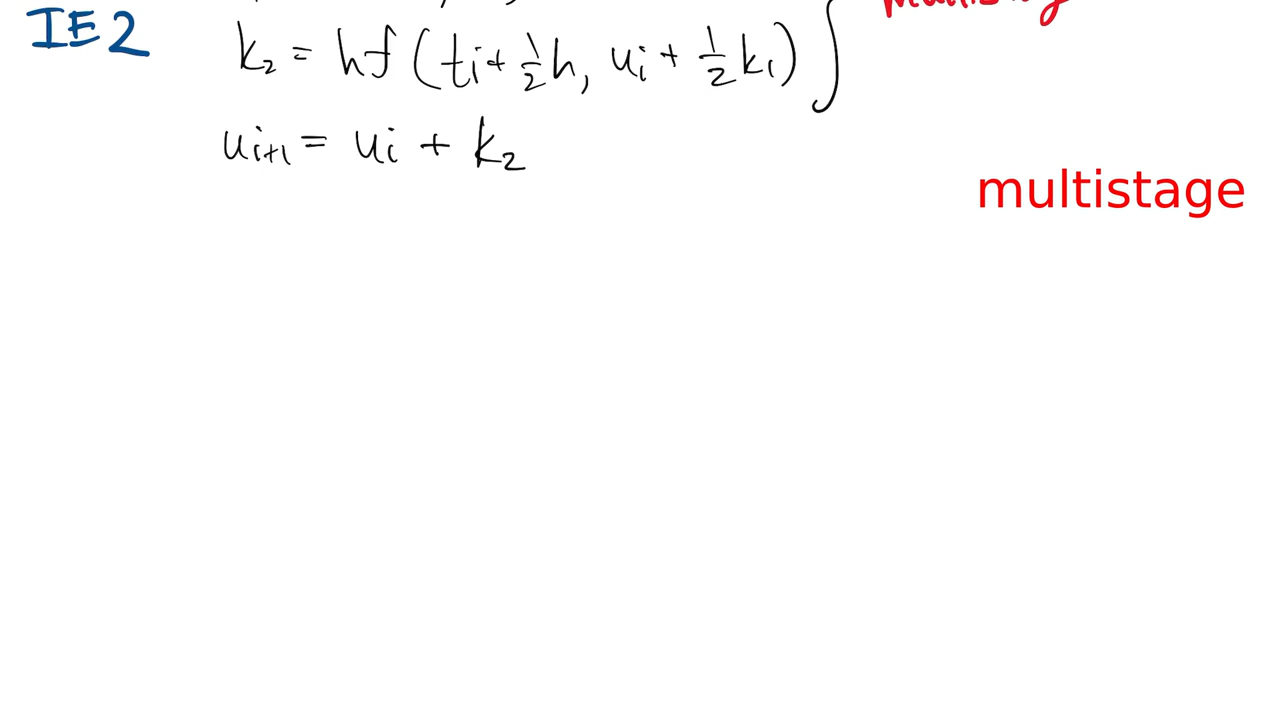 IE2
k₂ = hf(ti + ½h, ui + ½k₁)
ui+1 = ui + k₂
multistage